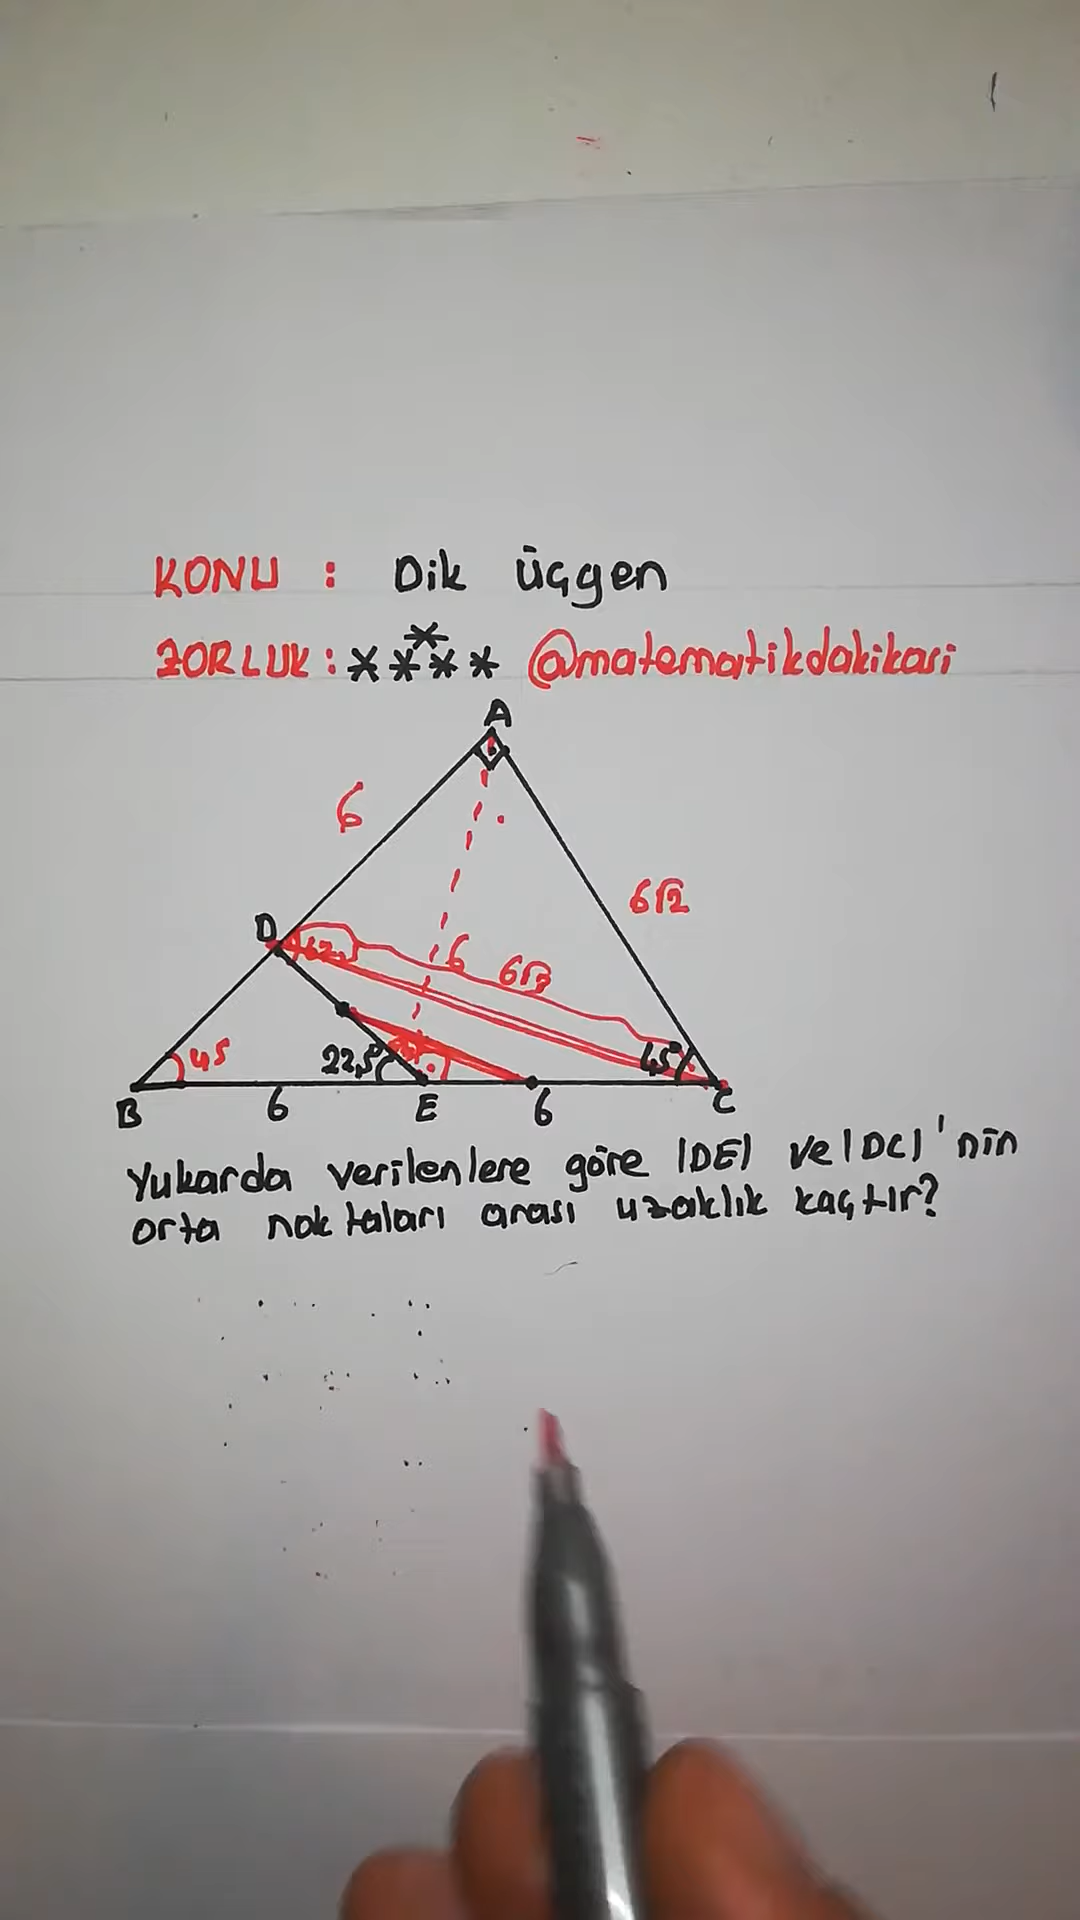 KONU : Dik üçgen
ZORLUK : ***** @matematikdakikasi
A
6
6√2
D
6
6√3
45
22,5°
45°
B
6
E
6
C
Yukarda verilenlere göre |DE| ve |DC|'nin
orta noktaları arası uzaklık kaçtır?